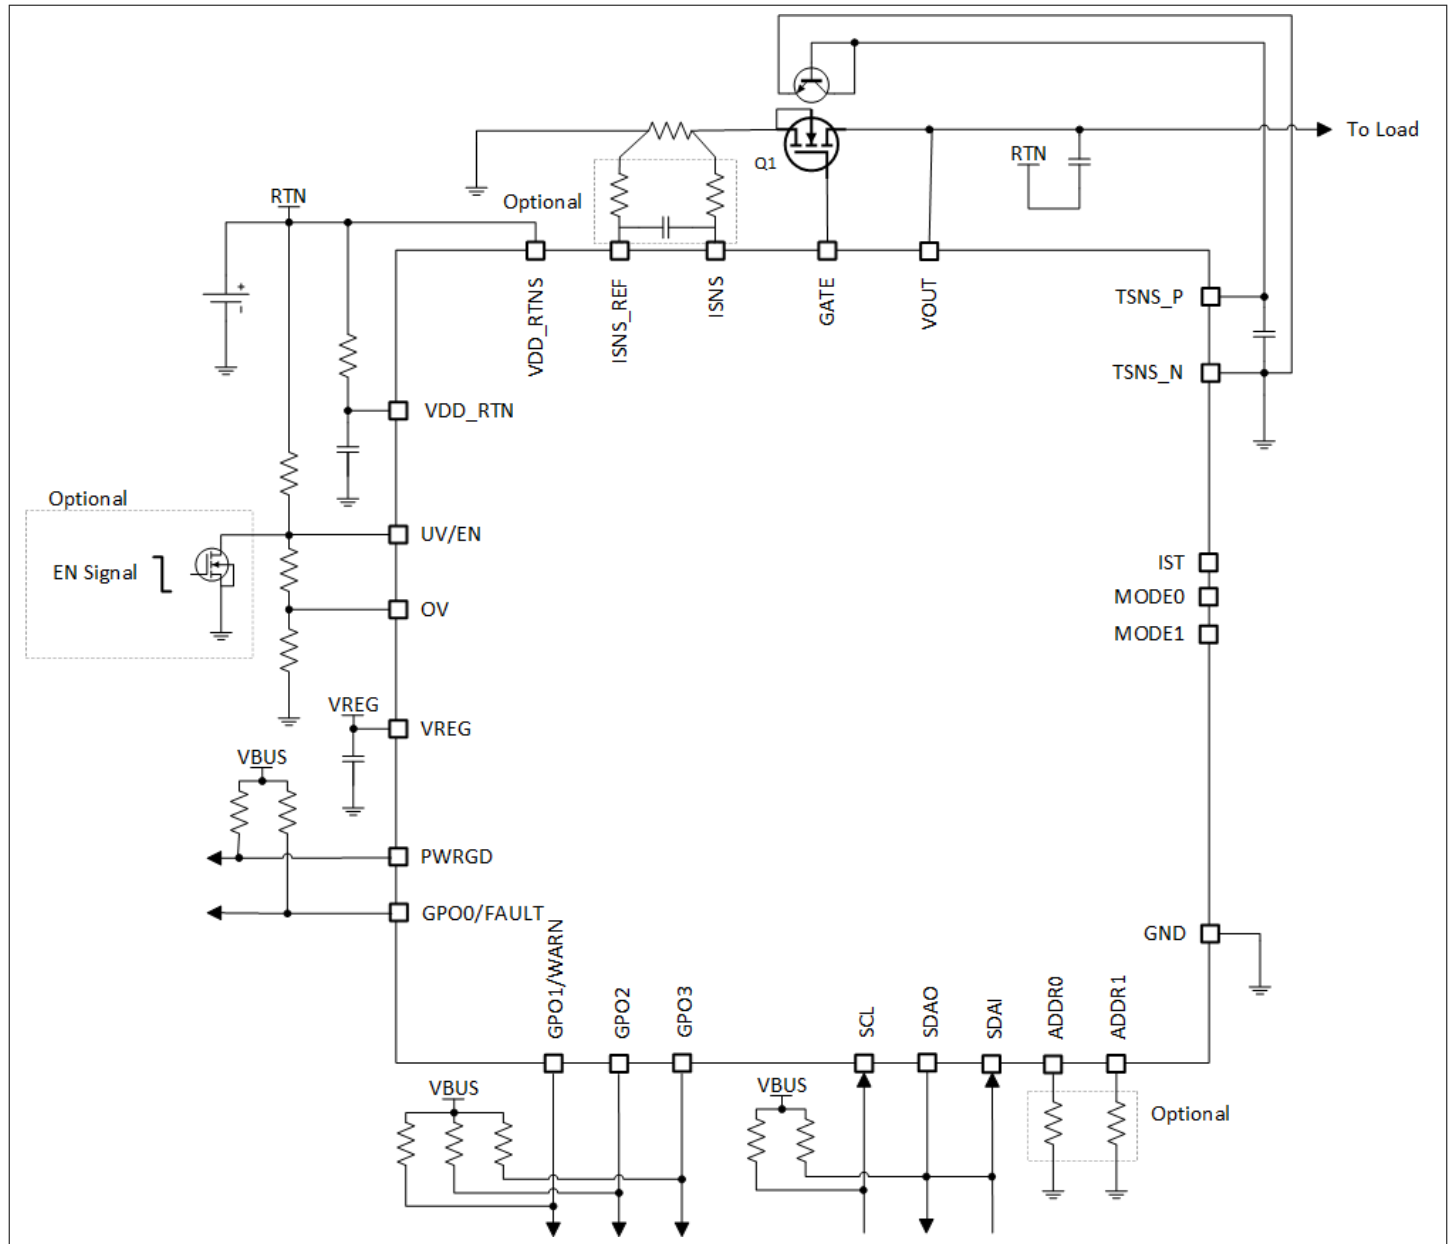 To Load
RTN
Q1
Optional
RTN
VDD_RTNS
ISNS_REF
ISNS
GATE
VOUT
TSNS_P
+
-
TSNS_N
VDD_RTN
Optional
UV/EN
EN Signal
IST
MODE0
OV
MODE1
VREG
VREG
VBUS
PWRGD
GPO0/FAULT
GND
GPO1/WARN
GPO2
GPO3
SCL
SDAO
SDAI
ADDR0
ADDR1
VBUS
VBUS
Optional